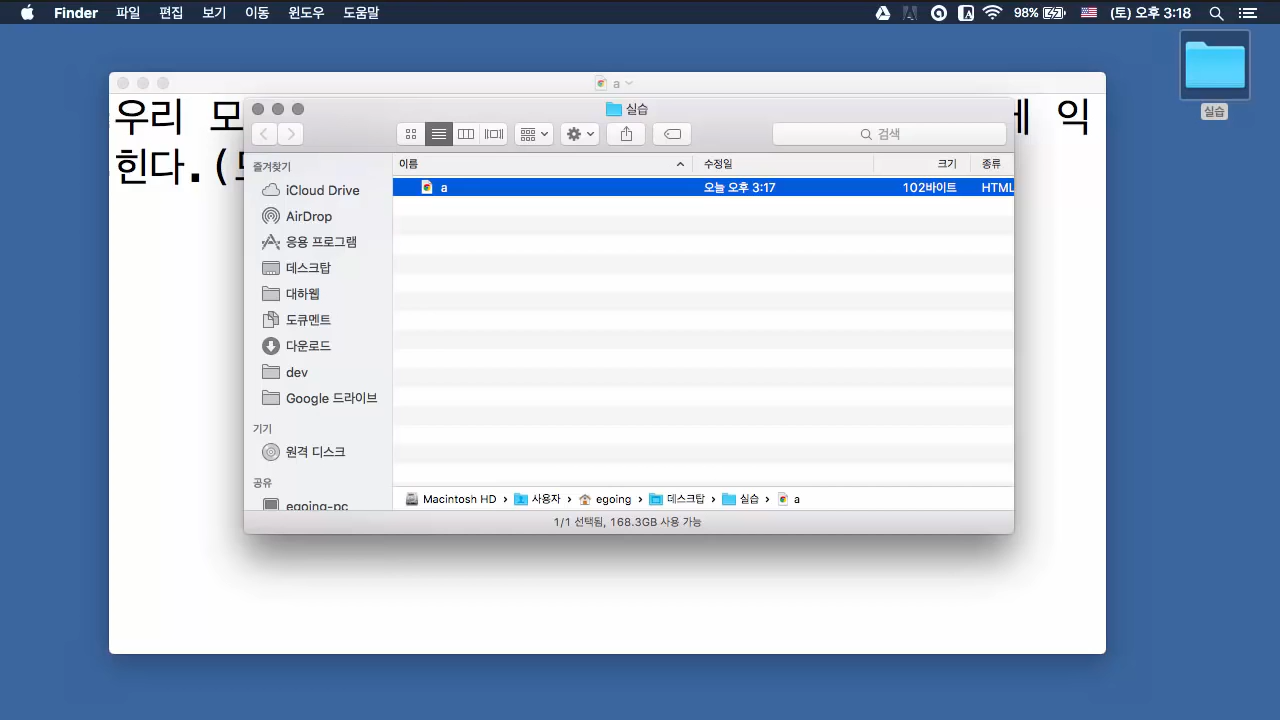 Finder 파일 편집 보기 이동 윈도우 도움말 98% (토) 오후 3:18
실습
a
우리 모 게 익
힌다.(
실습
검색
즐겨찾기
iCloud Drive
AirDrop
응용 프로그램
데스크탑
대하웹
도큐멘트
다운로드
dev
Google 드라이브
기기
원격 디스크
공유
egoing-pc
이름 수정일 크기 종류
a 오늘 오후 3:17 102바이트 HTML
Macintosh HD › 사용자 › egoing › 데스크탑 › 실습 › a
1/1 선택됨, 168.3GB 사용 가능